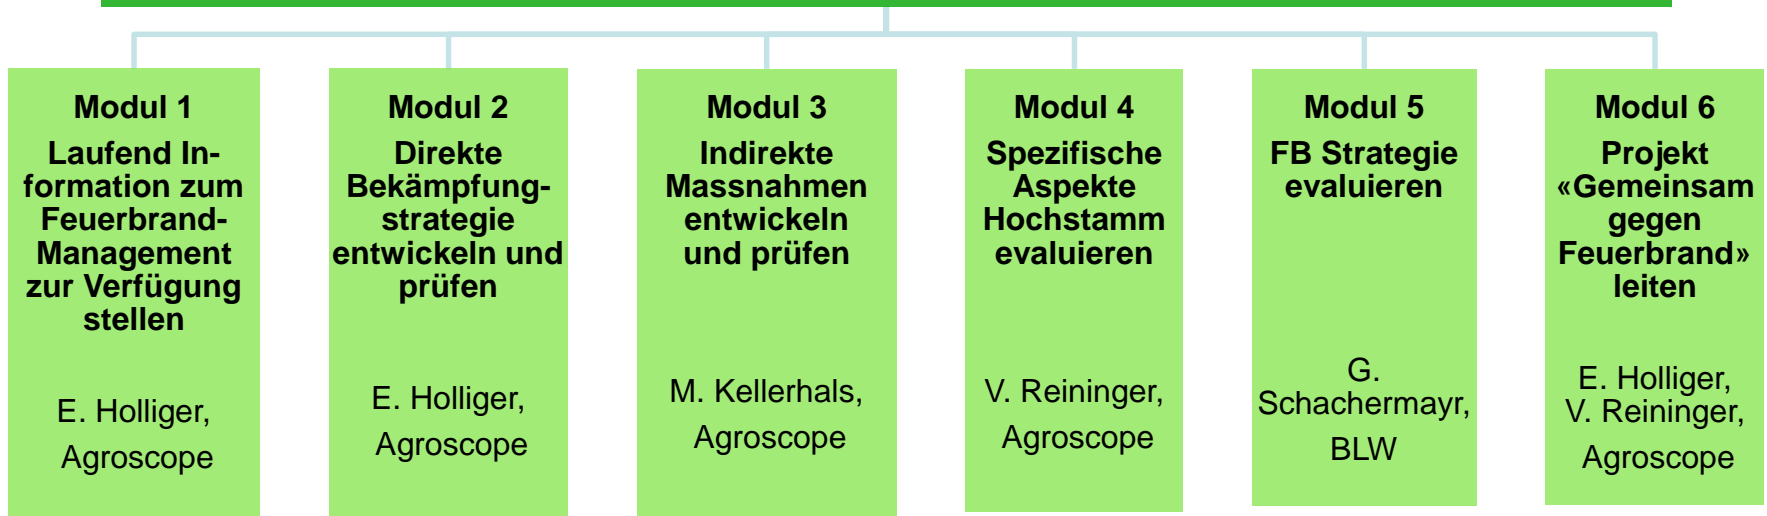 Modul 1
Laufend In-
formation zum
Feuerbrand-
Management
zur Verfügung
stellen
E. Holliger,
Agroscope
Modul 2
Direkte
Bekämpfung-
strategie
entwickeln und
prüfen
E. Holliger,
Agroscope
Modul 3
Indirekte
Massnahmen
entwickeln
und prüfen
M. Kellerhals,
Agroscope
Modul 4
Spezifische
Aspekte
Hochstamm
evaluieren
V. Reininger,
Agroscope
Modul 5
FB Strategie
evaluieren
G.
Schachermayr,
BLW
Modul 6
Projekt
«Gemeinsam
gegen
Feuerbrand»
leiten
E. Holliger,
V. Reininger,
Agroscope